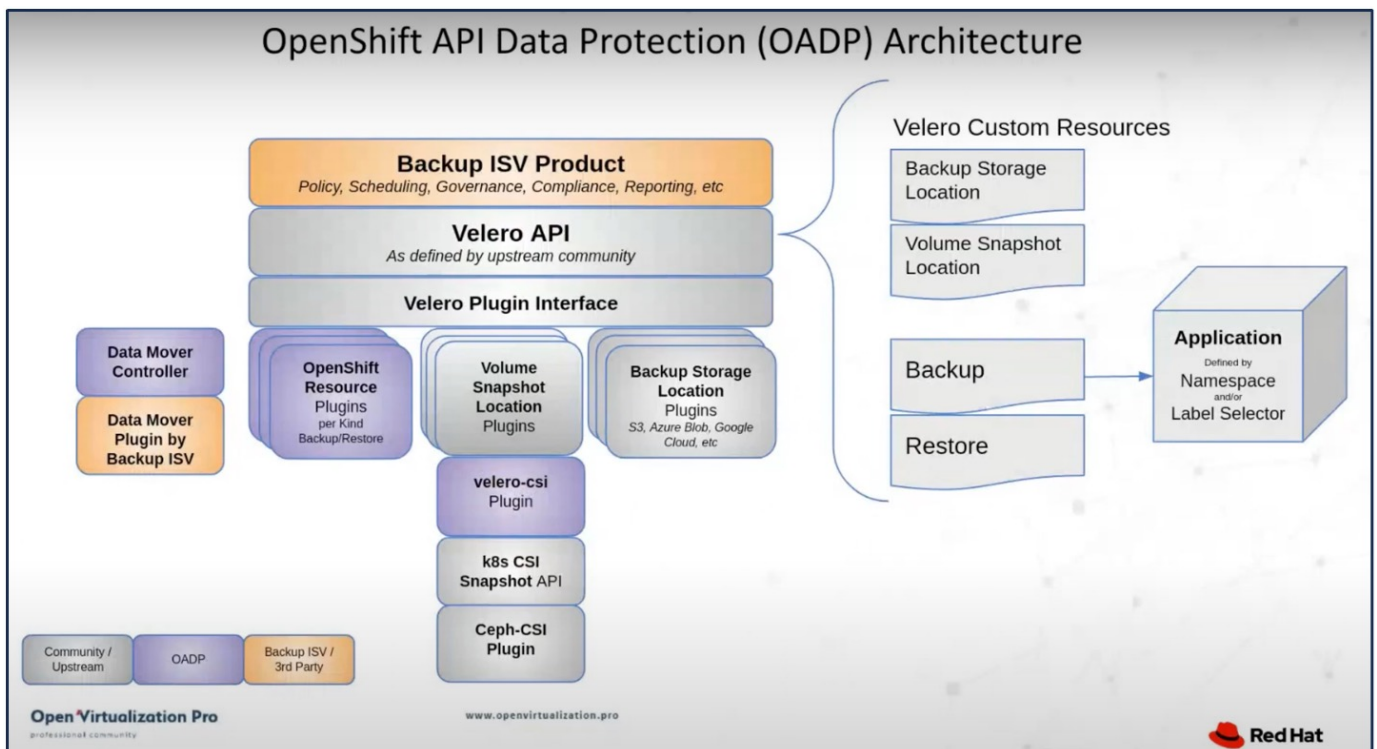 OpenShift API Data Protection (OADP) Architecture
Backup ISV Product
Policy, Scheduling, Governance, Compliance, Reporting, etc
Velero API
As defined by upstream community
Velero Plugin Interface
Data Mover
Controller
Data Mover
Plugin by
Backup ISV
OpenShift
Resource
Plugins
per Kind
Backup/Restore
Volume
Snapshot
Location
Plugins
Backup Storage
Location
Plugins
S3, Azure Blob, Google
Cloud, etc
velero-csi
Plugin
k8s CSI
Snapshot API
Ceph-CSI
Plugin
Velero Custom Resources
Backup Storage
Location
Volume Snapshot
Location
Backup
Restore
Application
Defined by
Namespace
and/or
Label Selector
Community /
Upstream
OADP
Backup ISV /
3rd Party
Open Virtualization Pro
professional community
www.openvirtualization.pro
Red Hat